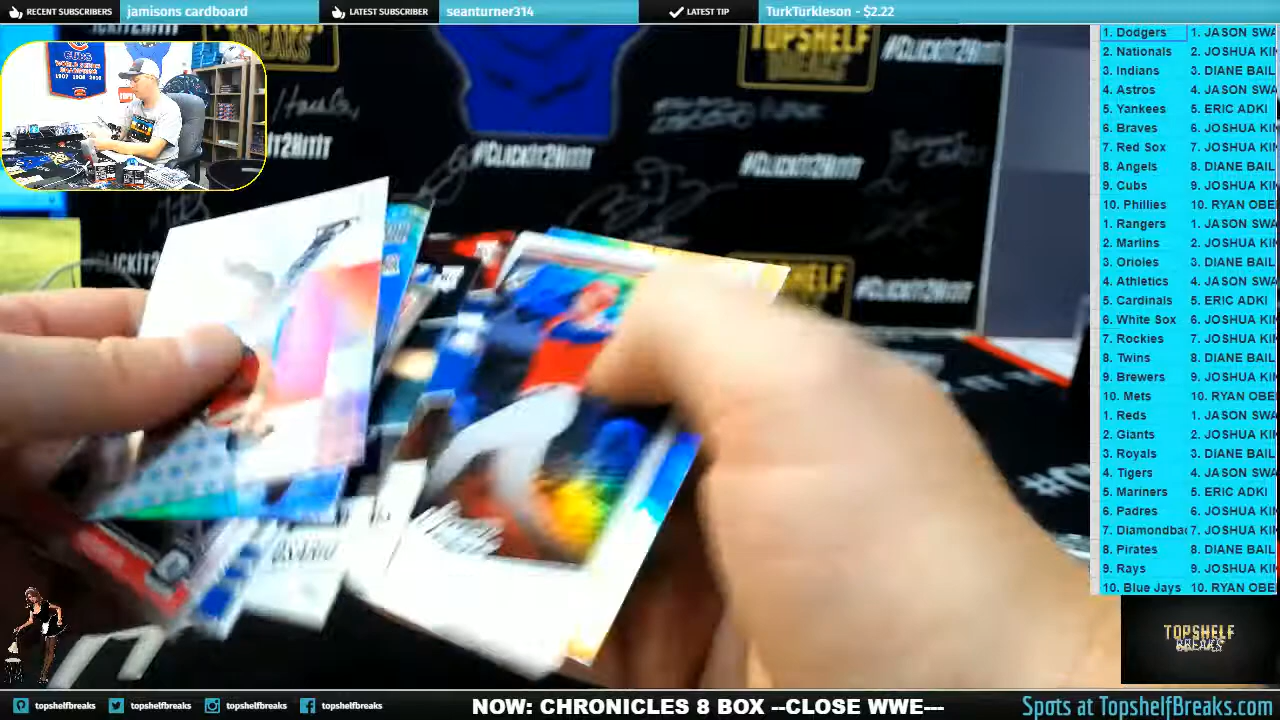 RECENT SUBSCRIBERS jamisons cardboard LATEST SUBSCRIBER seanturner314 LATEST TIP TurkTurkleson - $2.22
CUBS
TOPSHELF
BREAKS
#CLICKIT2HITIT
#CLICKIT2HITIT
#CLICKIT2HITIT
1. Dodgers 1. JASON SWA
2. Nationals 2. JOSHUA KI
3. Indians 3. DIANE BAIL
4. Astros 4. JASON SWA
5. Yankees 5. ERIC ADKI
6. Braves 6. JOSHUA KI
7. Red Sox 7. JOSHUA KI
8. Angels 8. DIANE BAIL
9. Cubs 9. JOSHUA KI
10. Phillies 10. RYAN OBE
1. Rangers 1. JASON SWA
2. Marlins 2. JOSHUA KI
3. Orioles 3. DIANE BAIL
4. Athletics 4. JASON SWA
5. Cardinals 5. ERIC ADKI
6. White Sox 6. JOSHUA KI
7. Rockies 7. JOSHUA KI
8. Twins 8. DIANE BAIL
9. Brewers 9. JOSHUA KI
10. Mets 10. RYAN OBE
1. Reds 1. JASON SWA
2. Giants 2. JOSHUA KI
3. Royals 3. DIANE BAIL
4. Tigers 4. JASON SWA
5. Mariners 5. ERIC ADKI
6. Padres 6. JOSHUA KI
7. Diamondba 7. JOSHUA KI
8. Pirates 8. DIANE BAIL
9. Rays 9. JOSHUA KI
10. Blue Jays 10. RYAN OBE
TOPSHELF
BREAKS
topshelfbreaks topshelfbreaks topshelfbreaks topshelfbreaks NOW: CHRONICLES 8 BOX --CLOSE WWE--- Spots at TopshelfBreaks.com